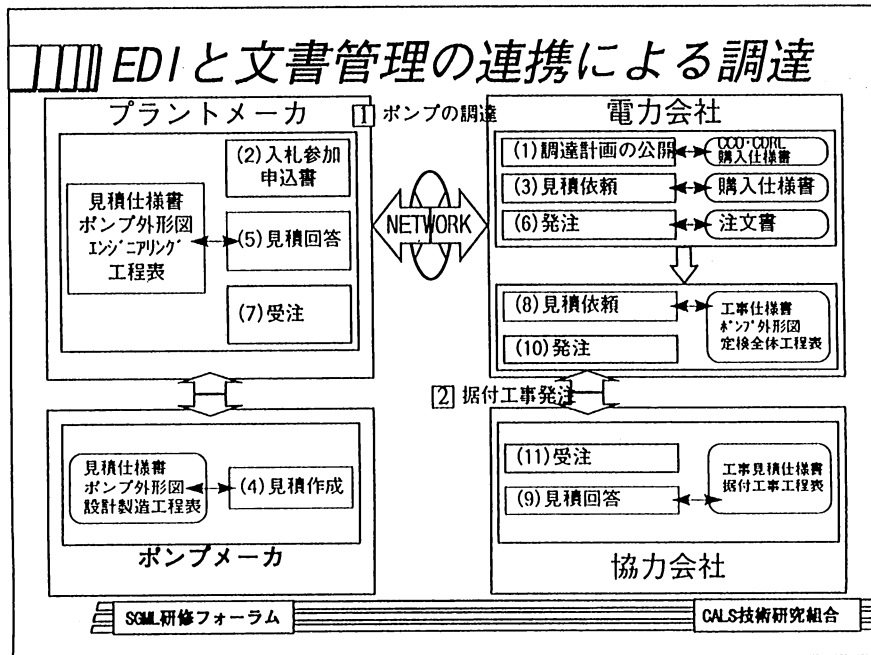 EDIと文書管理の連携による調達
プラントメーカ
1 ポンプの調達
電力会社
(2)入札参加
申込書
見積仕様書
ポンプ外形図
エンジニアリング
工程表
(5)見積回答
(7)受注
NETWORK
(1)調達計画の公開
CCO・CDRL
購入仕様書
(3)見積依頼
購入仕様書
(6)発注
注文書
(8)見積依頼
工事仕様書
ポンプ外形図
定検全体工程表
(10)発注
2 据付工事発注
見積仕様書
ポンプ外形図
設計製造工程表
(4)見積作成
ポンプメーカ
(11)受注
(9)見積回答
工事見積仕様書
据付工事工程表
協力会社
SGML研修フォーラム
CALS技術研究組合